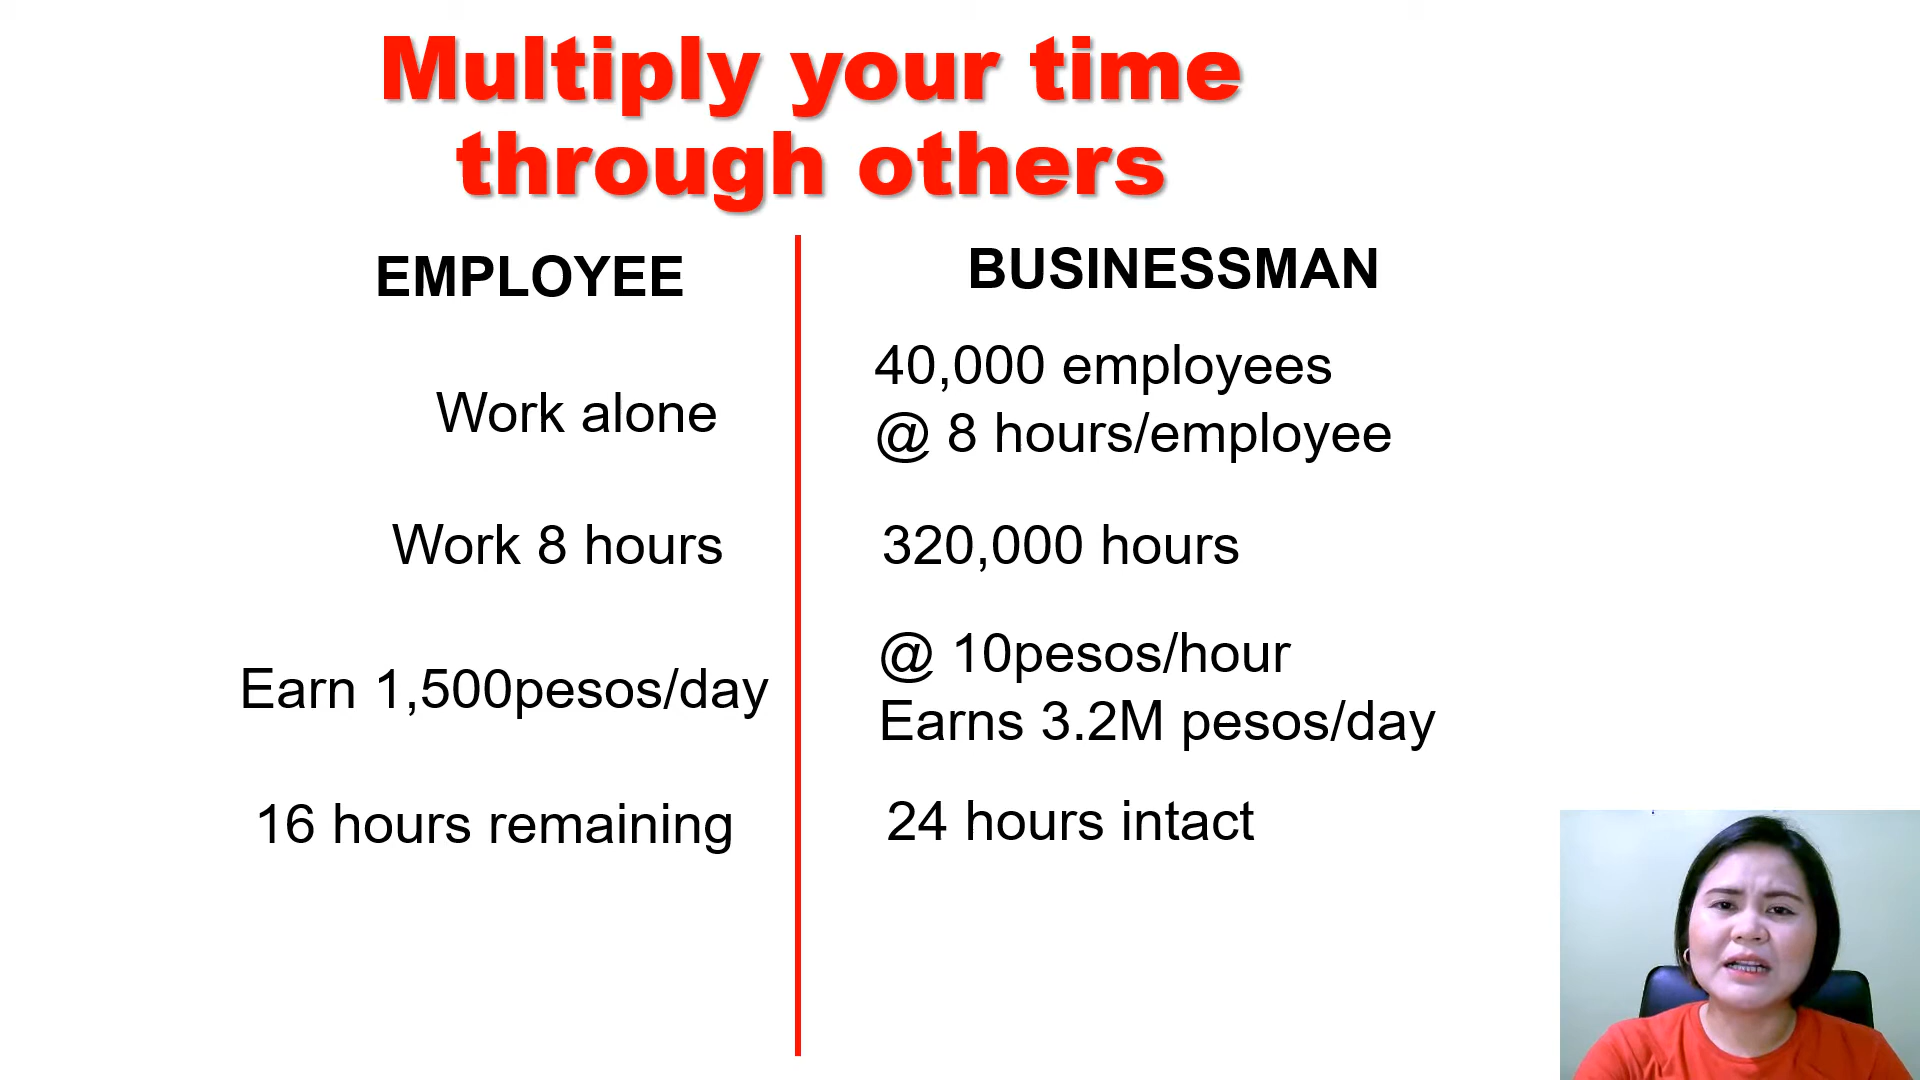 Multiply your time
through others
EMPLOYEE
Work alone
Work 8 hours
Earn 1,500pesos/day
16 hours remaining
BUSINESSMAN
40,000 employees
@ 8 hours/employee
320,000 hours
@ 10pesos/hour
Earns 3.2M pesos/day
24 hours intact